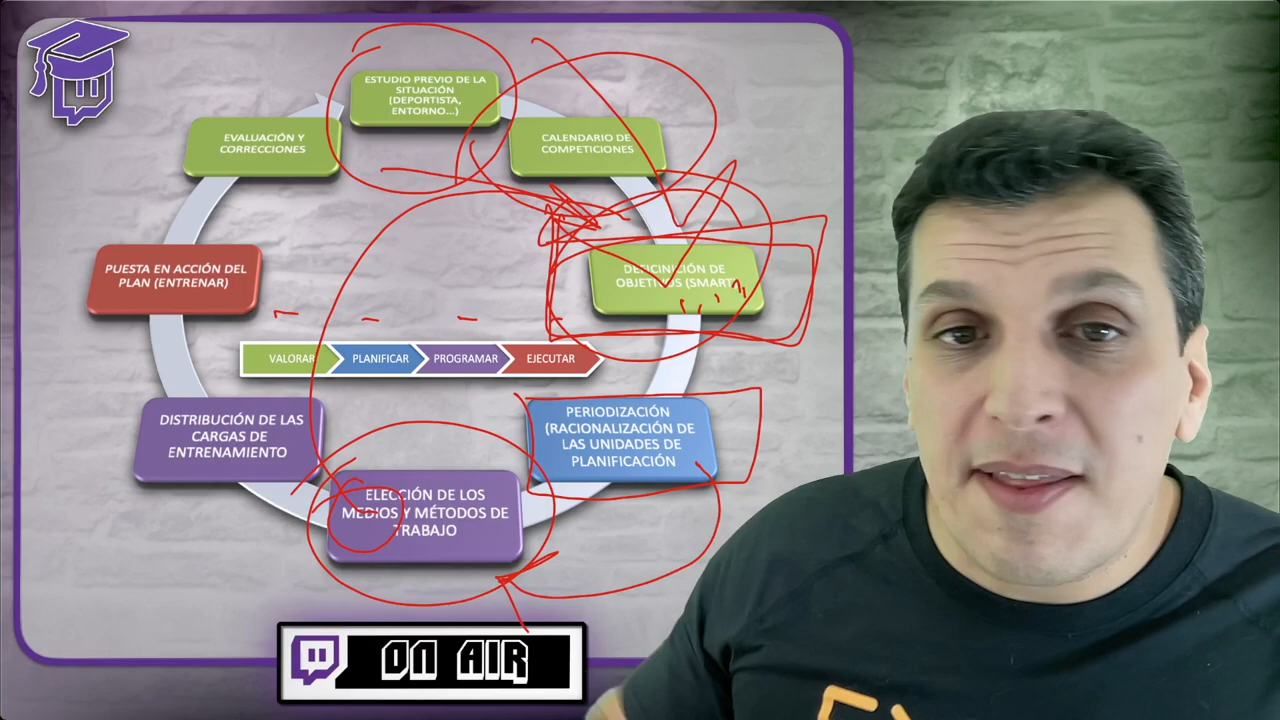 ESTUDIO PREVIO DE LA
SITUACIÓN
(DEPORTISTA,
ENTORNO...)
CALENDARIO DE
COMPETICIONES
DEFICINICIÓN DE
OBJETIVOS (SMART)
PERIODIZACIÓN
(RACIONALIZACIÓN DE
LAS UNIDADES DE
PLANIFICACIÓN
ELECCIÓN DE LOS
MEDIOS Y MÉTODOS DE
TRABAJO
DISTRIBUCIÓN DE LAS
CARGAS DE
ENTRENAMIENTO
PUESTA EN ACCIÓN DEL
PLAN (ENTRENAR)
EVALUACIÓN Y
CORRECCIONES
VALORAR
PLANIFICAR
PROGRAMAR
EJECUTAR
ON AIR